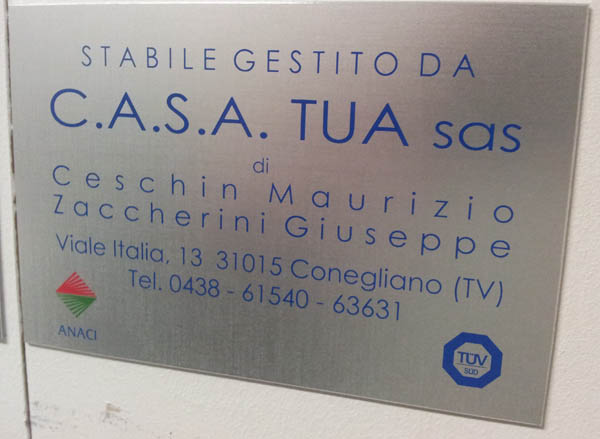 STABILE GESTITO DA
C.A.S.A. TUA sas
di
Ceschin Maurizio
Zaccherini Giuseppe
Viale Italia, 13 31015 Conegliano (TV)
Tel. 0438 - 61540 - 63631
ANACI
TÜV
SÜD